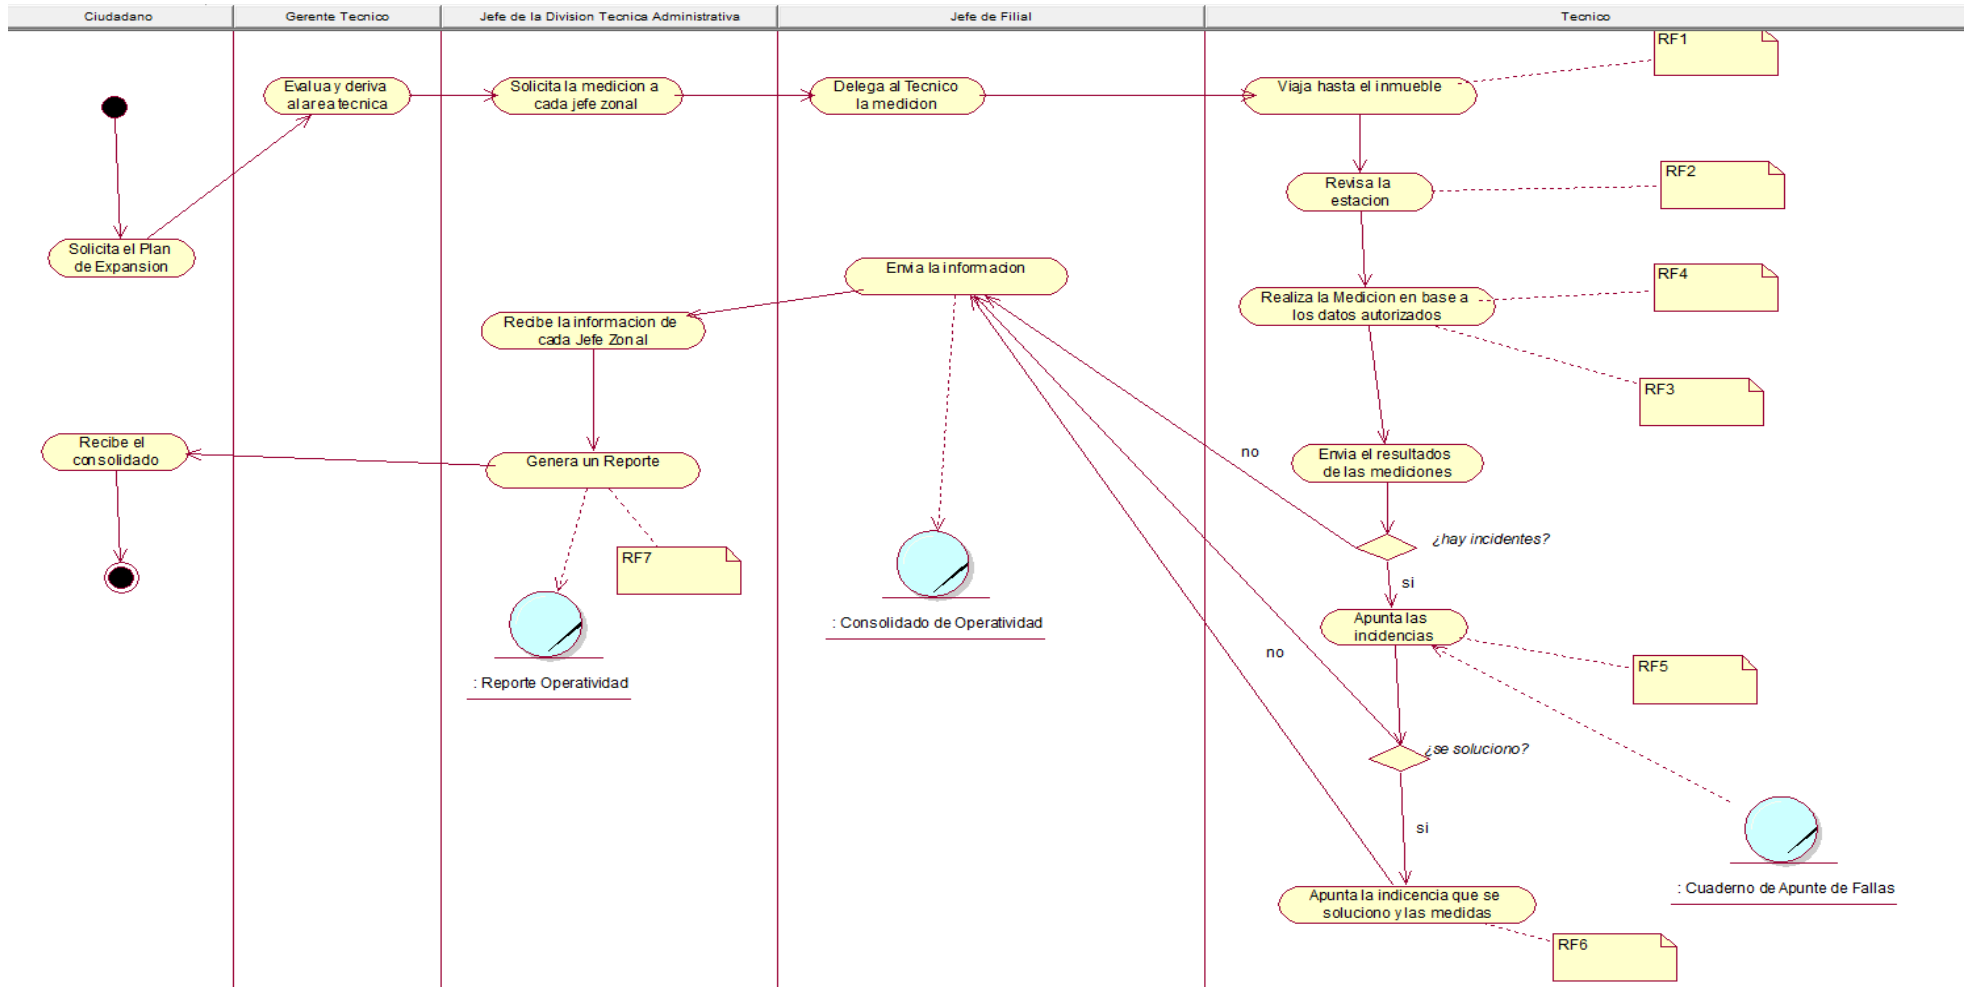 Ciudadano
Gerente Tecnico
Jefe de la Division Tecnica Administrativa
Jefe de Filial
Tecnico
RF1
Evalua y deriva
al area tecnica
Solicita la medicion a
cada jefe zonal
Delega al Tecnico
la medicion
Viaja hasta el inmueble
Revisa la
estacion
RF2
Solicita el Plan
de Expansion
Envia la informacion
RF4
Realiza la Medicion en base a
los datos autorizados
Recibe la informacion de
cada Jefe Zonal
RF3
Recibe el
consolidado
Genera un Reporte
Envia el resultados
de las mediciones
no
¿hay incidentes?
RF7
si
: Consolidado de Operatividad
Apunta las
incidencias
no
RF5
: Reporte Operatividad
¿se soluciono?
si
: Cuaderno de Apunte de Fallas
Apunta la indicencia que se
soluciono y las medidas
RF6